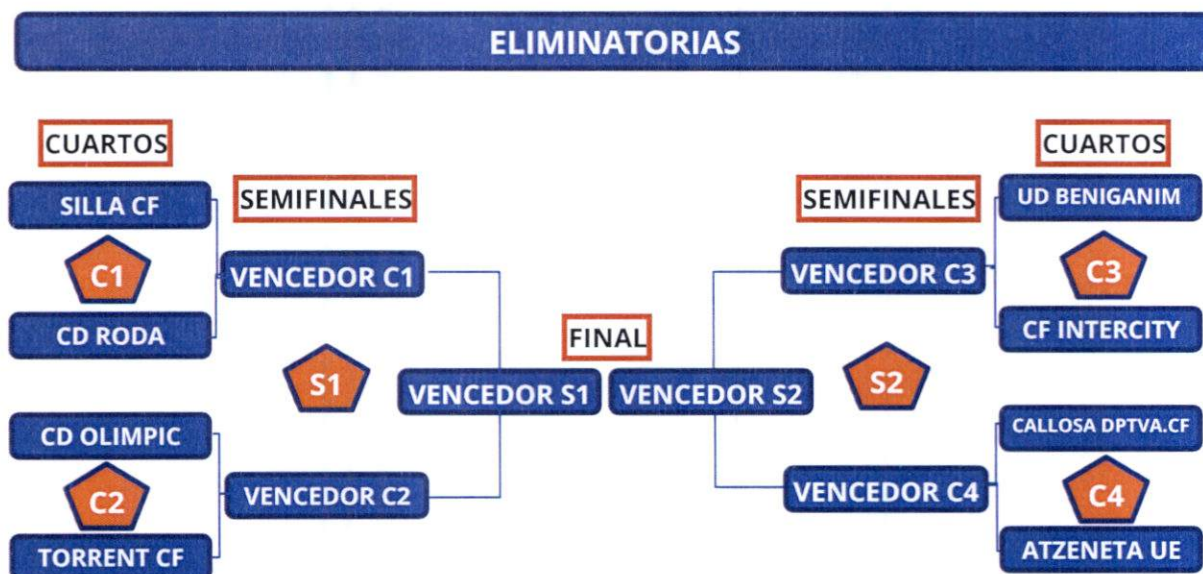 ELIMINATORIAS
CUARTOS
SILLA CF
C1
CD RODA
CD OLIMPIC
C2
TORRENT CF
SEMIFINALES
VENCEDOR C1
S1
VENCEDOR C2
FINAL
VENCEDOR S1
VENCEDOR S2
SEMIFINALES
VENCEDOR C3
S2
VENCEDOR C4
CUARTOS
UD BENIGANIM
C3
CF INTERCITY
CALLOSA DPTVA.CF
C4
ATZENETA UE